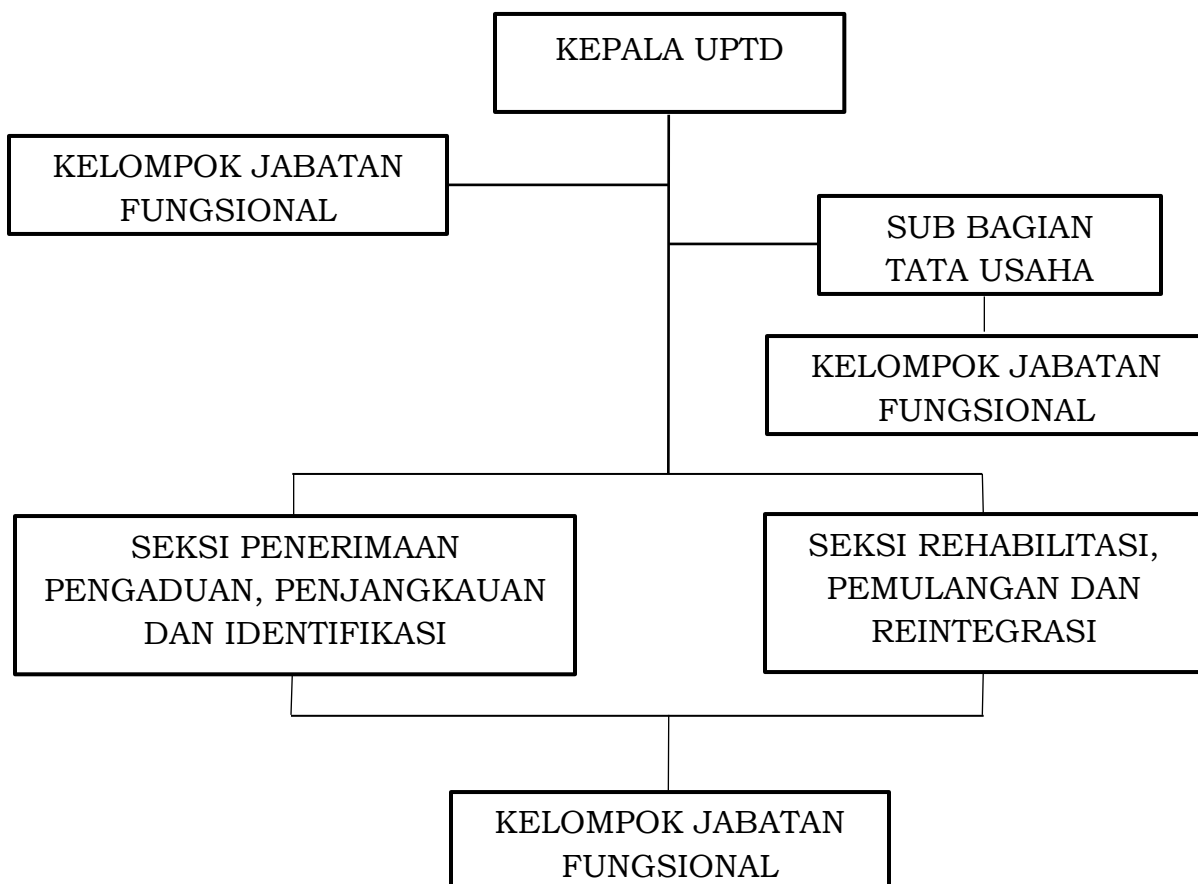 KEPALA UPTD
KELOMPOK JABATAN
FUNGSIONAL
SUB BAGIAN
TATA USAHA
KELOMPOK JABATAN
FUNGSIONAL
SEKSI PENERIMAAN
PENGADUAN, PENJANGKAUAN
DAN IDENTIFIKASI
SEKSI REHABILITASI,
PEMULANGAN DAN
REINTEGRASI
KELOMPOK JABATAN
FUNGSIONAL